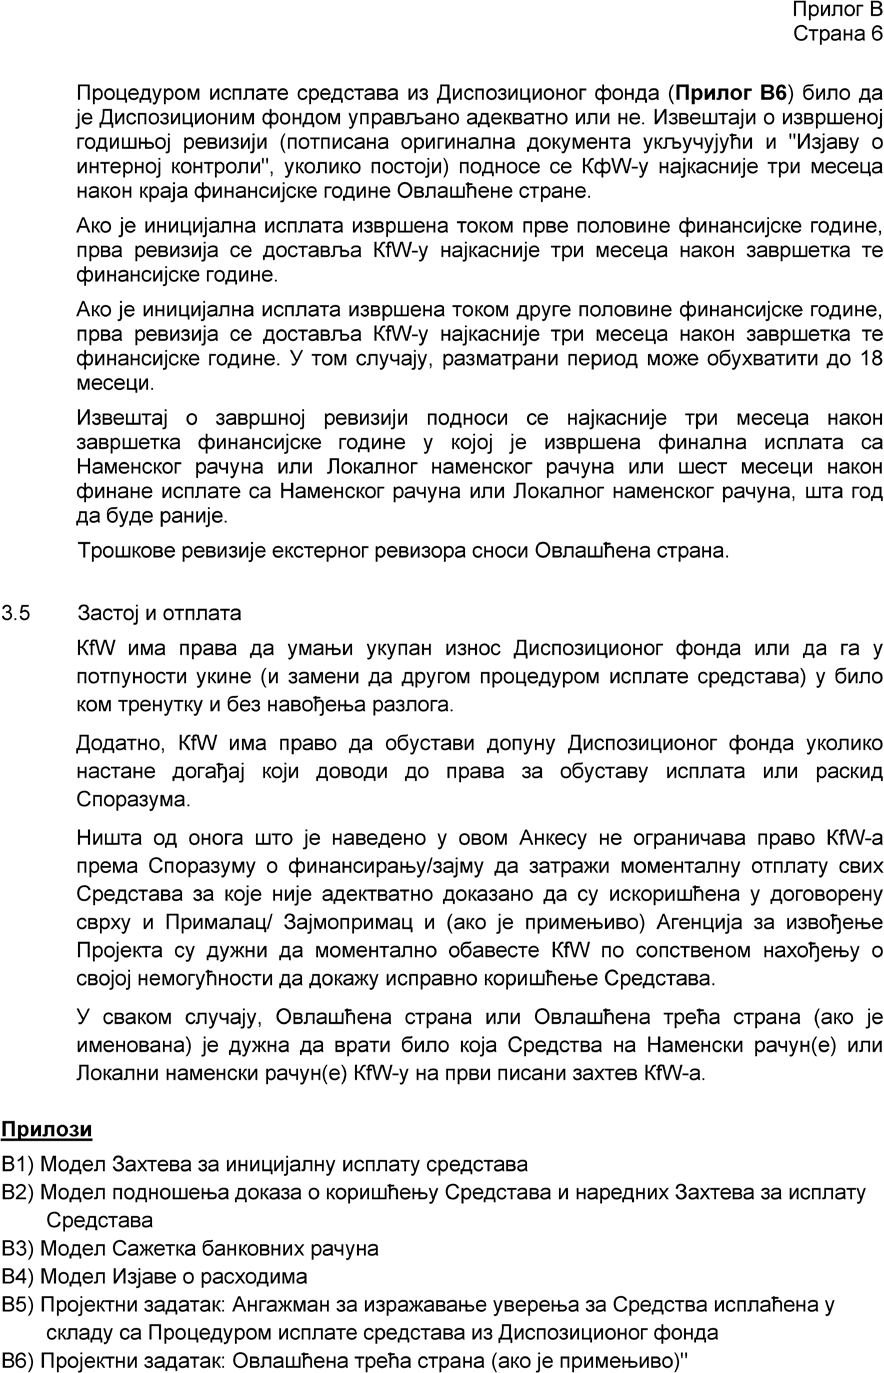 Прилог В
Страна 6
Процедуром исплате средстава из Диспозиционог фонда (Прилог В6) било да
је Диспозиционим фондом управљано адекватно или не. Извештаји о извршеној
годишњој ревизији (потписана оригинална документа укључујући и "Изјаву о
интерној контроли", уколико постоји) подносе се КфW-у најкасније три месеца
након краја финансијске године Овлашћене стране.
Ако је иницијална исплата извршена током прве половине финансијске године,
прва ревизија се доставља KfW-у најкасније три месеца након завршетка те
финансијске године.
Ако је иницијална исплата извршена током друге половине финансијске године,
прва ревизија се доставља KfW-у најкасније три месеца након завршетка те
финансијске године. У том случају, разматрани период може обухватити до 18
месеци.
Извештај о завршној ревизији подноси се најкасније три месеца након
завршетка финансијске године у којој је извршена финална исплата са
Наменског рачуна или Локалног наменског рачуна или шест месеци након
финане исплате са Наменског рачуна или Локалног наменског рачуна, шта год
да буде раније.
Трошкове ревизије екстерног ревизора сноси Овлашћена страна.
3.5 Застој и отплата
KfW има права да умањи укупан износ Диспозиционог фонда или да га у
потпуности укине (и замени да другом процедуром исплате средстава) у било
ком тренутку и без навођења разлога.
Додатно, KfW има право да обустави допуну Диспозиционог фонда уколико
настане догађај који доводи до права за обуставу исплата или раскид
Споразума.
Ништа од онога што је наведено у овом Анкесу не ограничава право KfW-а
према Споразуму о финансирању/зајму да затражи моменталну отплату свих
Средстава за које није адектватно доказано да су искоришћена у договорену
сврху и Прималац/ Зајмопримац и (ако је примењиво) Агенција за извођење
Пројекта су дужни да моментално обавесте KfW по сопственом нахођењу о
својој немогућности да докажу исправно коришћење Средстава.
У сваком случају, Овлашћена страна или Овлашћена трећа страна (ако је
именована) је дужна да врати било која Средства на Наменски рачун(е) или
Локални наменски рачун(е) KfW-у на први писани захтев KfW-а.
Прилози
В1) Модел Захтева за иницијалну исплату средстава
В2) Модел подношења доказа о коришћењу Средстава и наредних Захтева за исплату
Средстава
В3) Модел Сажетка банковних рачуна
В4) Модел Изјаве о расходима
В5) Пројектни задатак: Ангажман за изражавање уверења за Средства исплаћена у
складу са Процедуром исплате средстава из Диспозиционог фонда
В6) Пројектни задатак: Овлашћена трећа страна (ако је примењиво)"